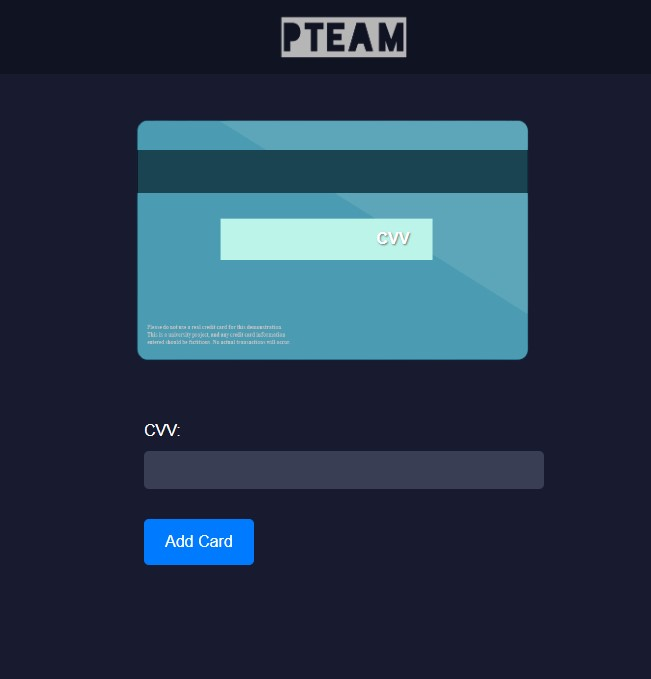 PTEAM
CVV
Please do not use a real credit card for this demonstration.
This is a university project, and any credit card information
entered should be fictitious. No actual transactions will occur.
CVV:
Add Card